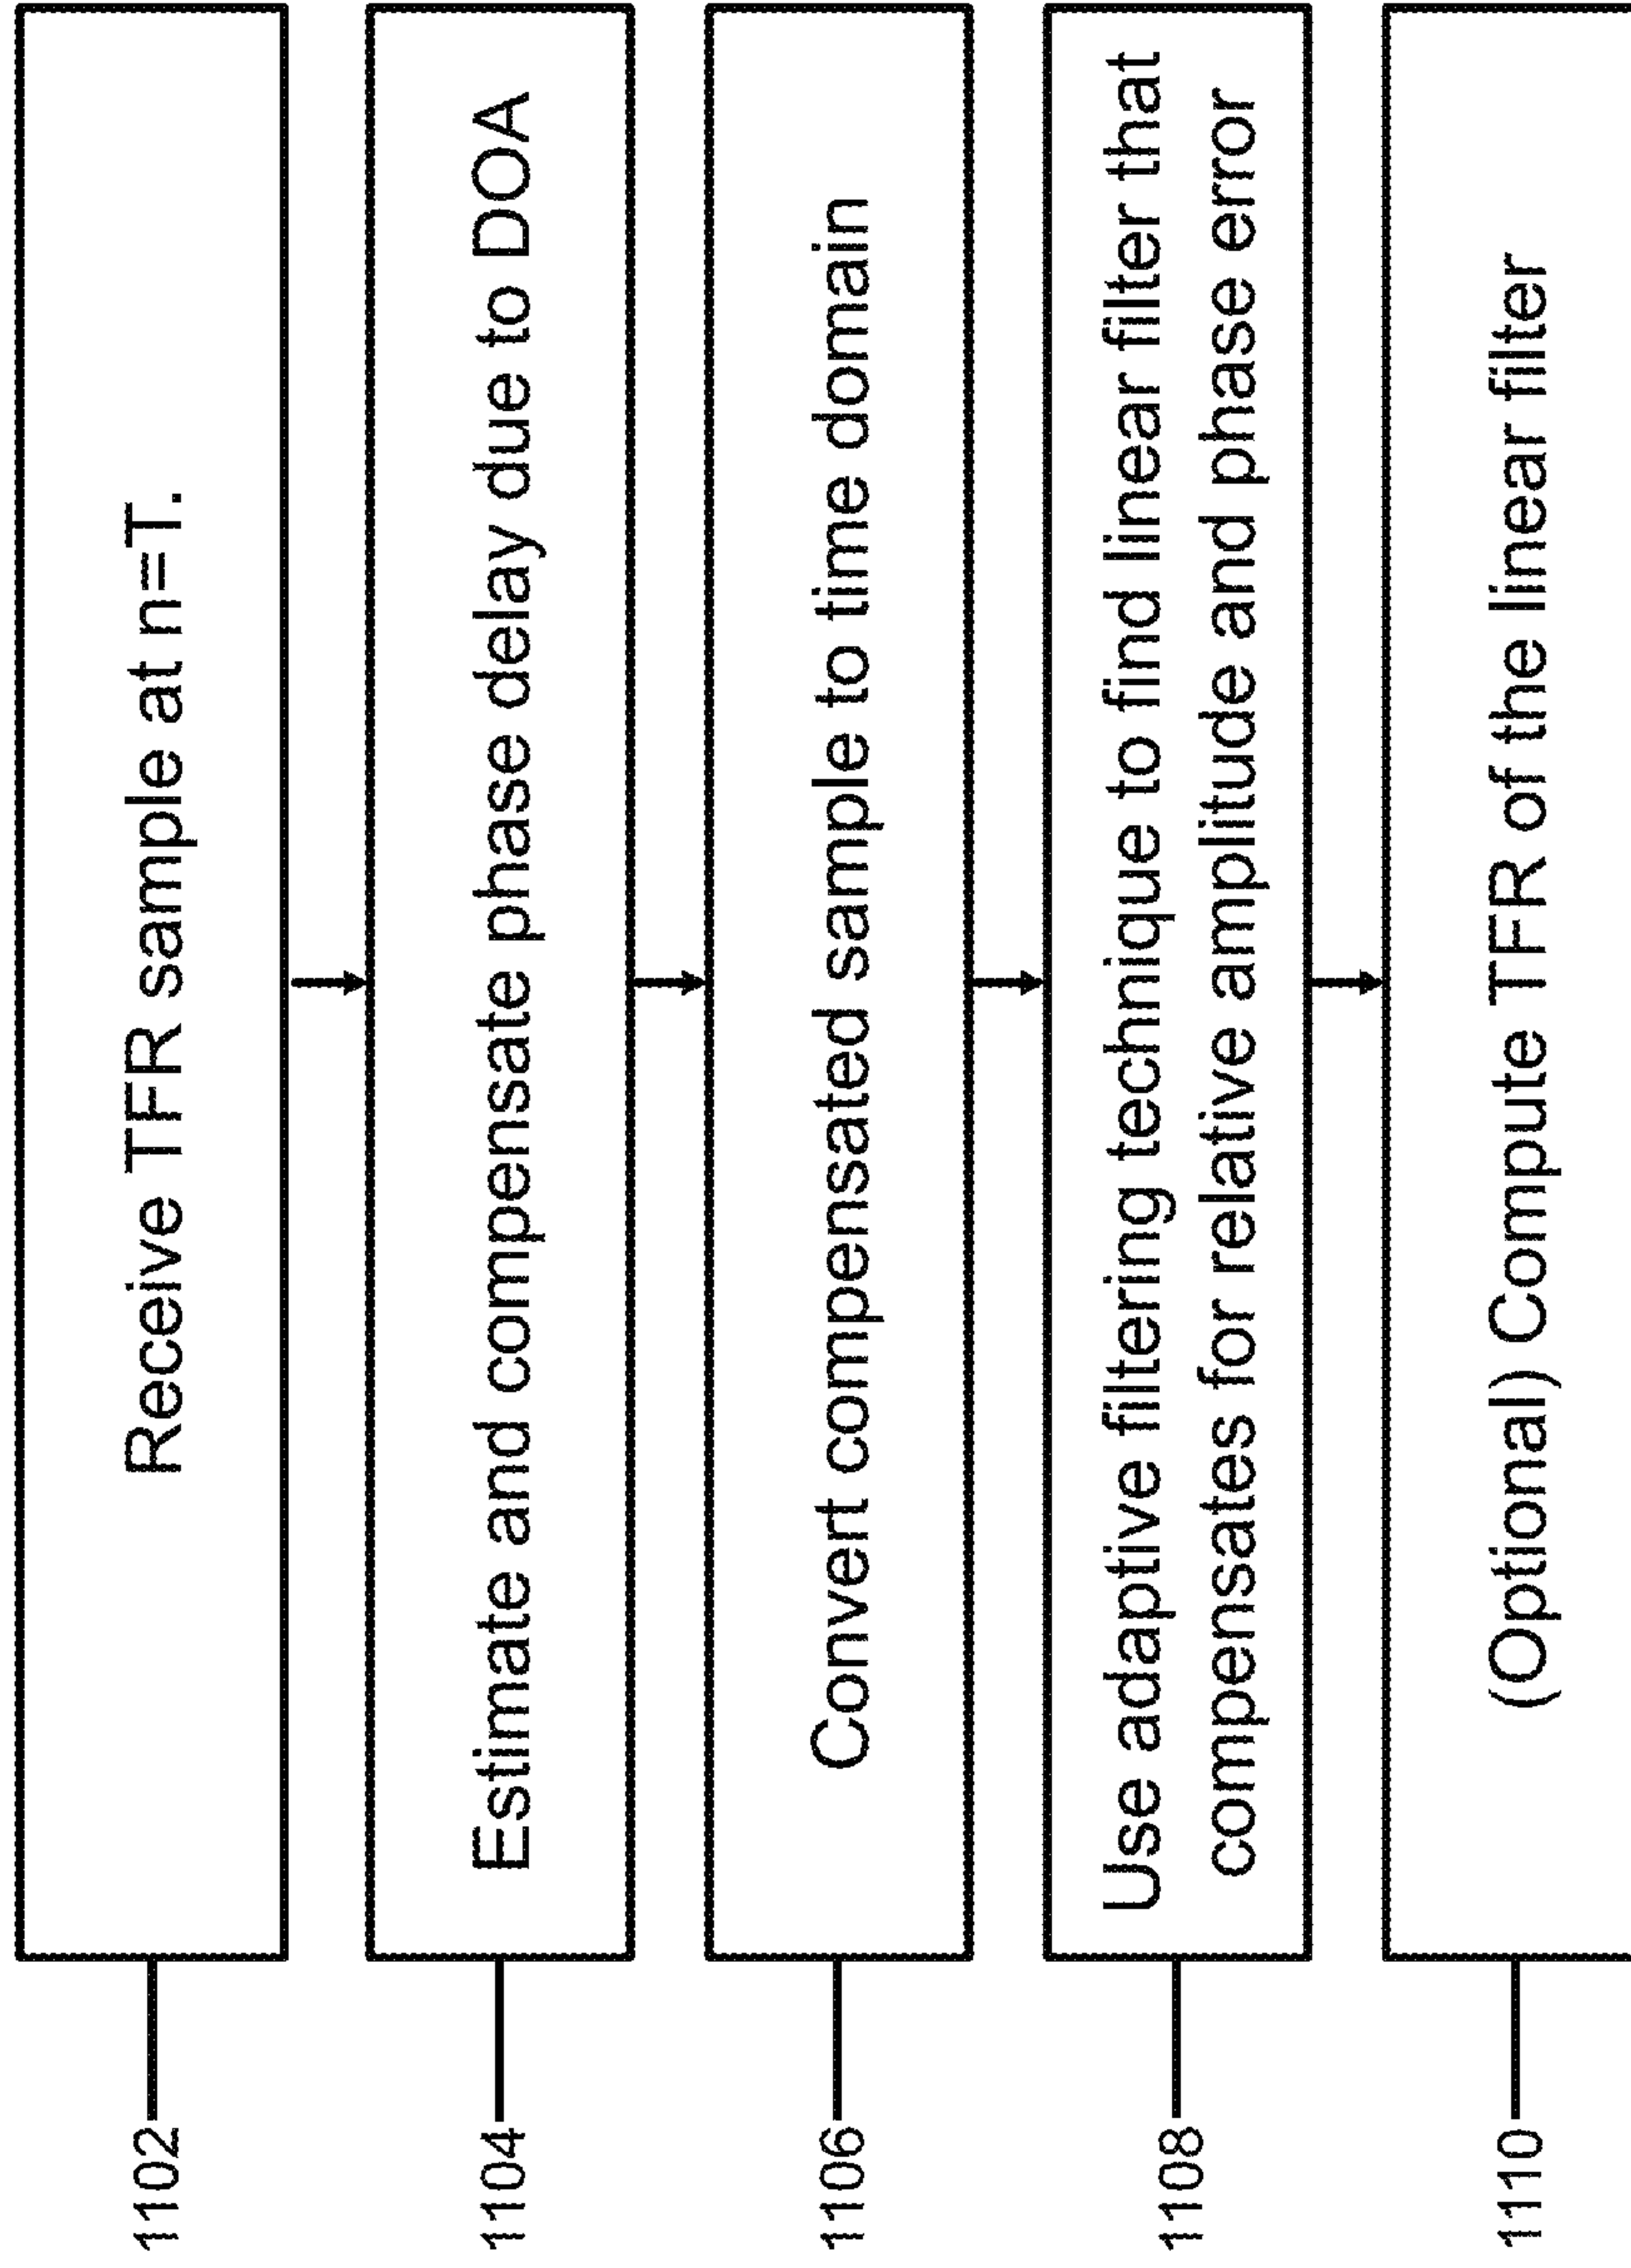 1102
Receive TFR sample at n=T.
1104
Estimate and compensate phase delay due to DOA
1106
Convert compensated sample to time domain
1108
Use adaptive filtering technique to find linear filter that
compensates for relative amplitude and phase error
1110
(Optional) Compute TFR of the linear filter